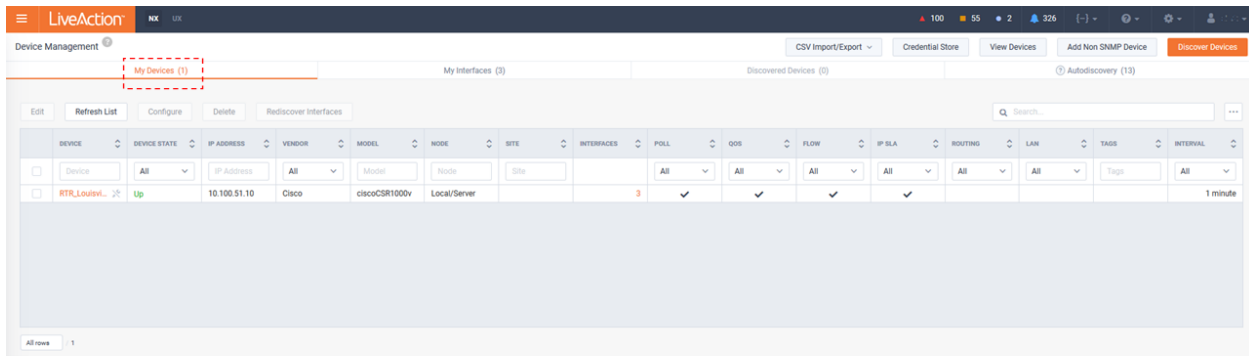 LiveAction NX UX 100 55 2 326 {--}
Device Management ? CSV Import/Export Credential Store View Devices Add Non SNMP Device Discover Devices
My Devices (1) My Interfaces (3) Discovered Devices (0) ? Autodiscovery (13)
Edit Refresh List Configure Delete Rediscover Interfaces Search... ...
DEVICE DEVICE STATE IP ADDRESS VENDOR MODEL NODE SITE INTERFACES POLL QOS FLOW IP SLA ROUTING LAN TAGS INTERVAL
Device All IP Address All Model Node Site All All All All All All Tags All
RTR_Louisvi... Up 10.100.51.10 Cisco ciscoCSR1000v Local/Server 3 1 minute
All rows : 1